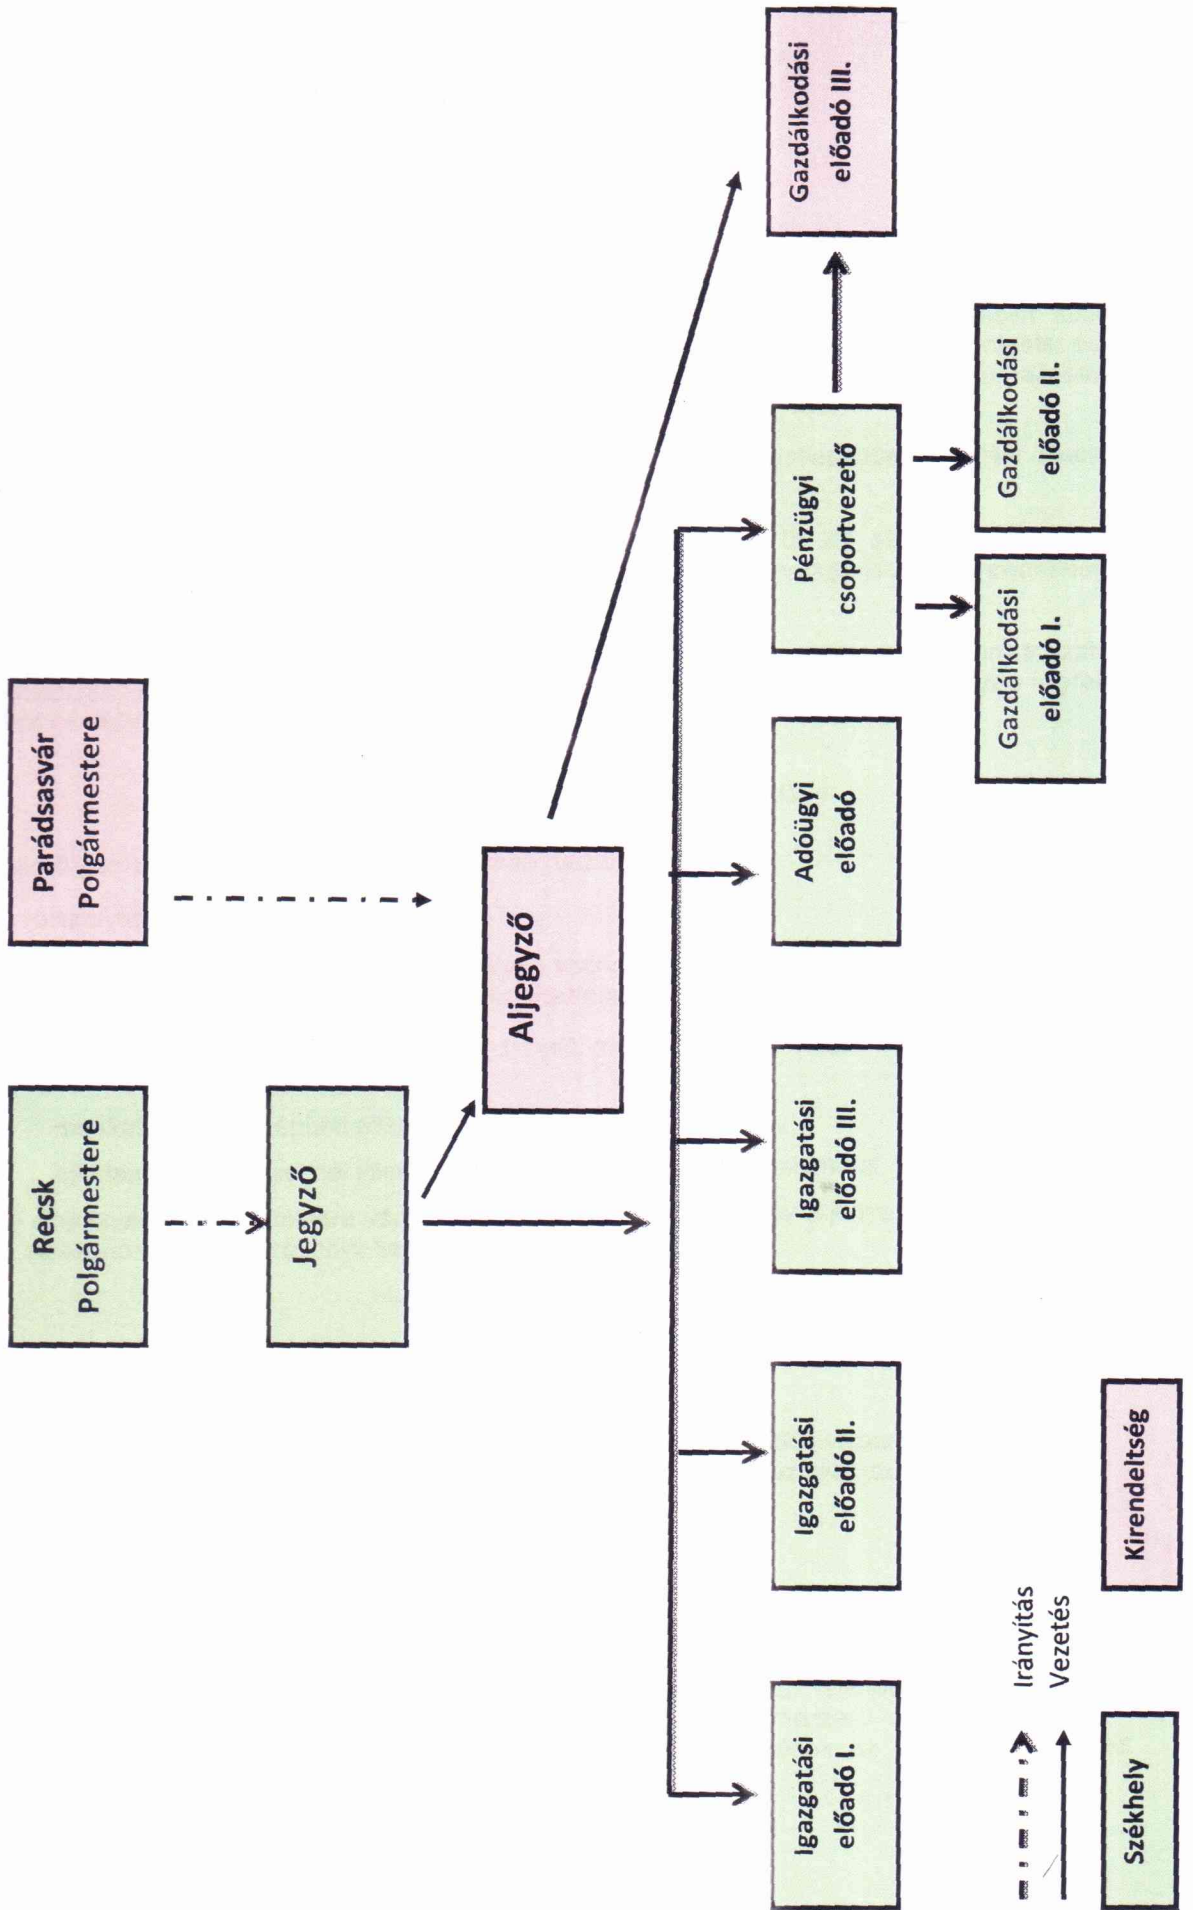 Recsk
Polgármestere
Parádsasvár
Polgármestere
Jegyző
Aljegyző
Igazgatási
előadó I.
Igazgatási
előadó II.
Igazgatási
előadó III.
Adóügyi
előadó
Pénzügyi
csoportvezető
Gazdálkodási
előadó III.
Gazdálkodási
előadó I.
Gazdálkodási
előadó II.
Irányítás
Vezetés
Székhely
Kirendeltség